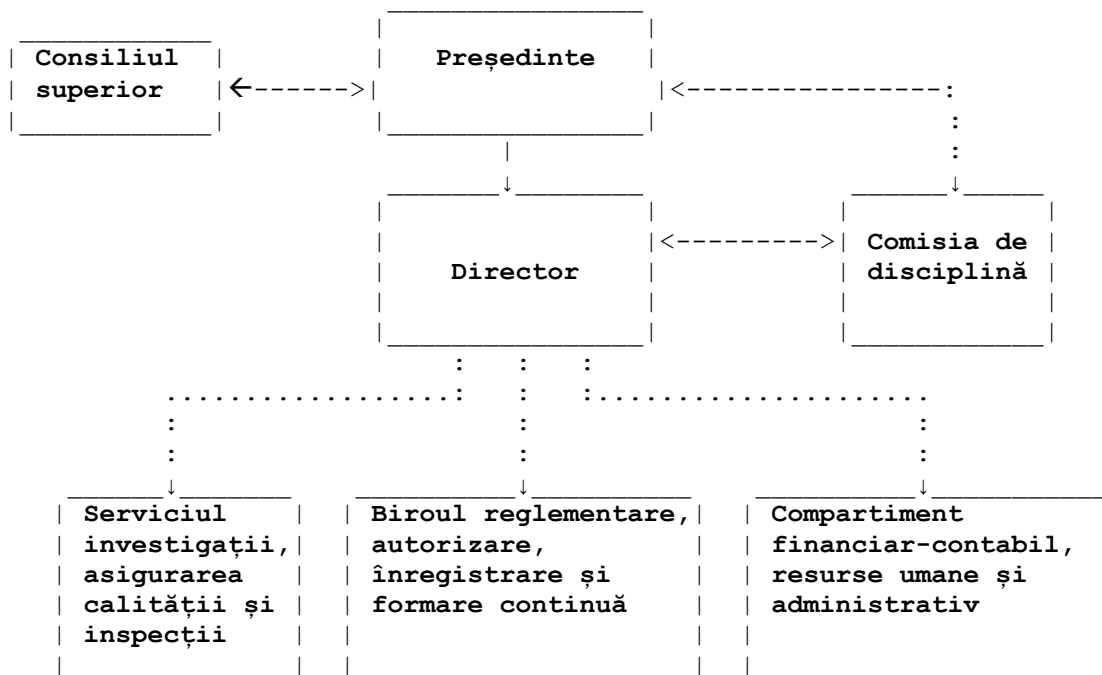 Președinte
Consiliul
superior
Director
Comisia de
disciplină
Serviciul
investigații,
asigurarea
calității și
inspecții
Biroul reglementare,
autorizare,
înregistrare și
formare continuă
Compartiment
financiar-contabil,
resurse umane și
administrativ